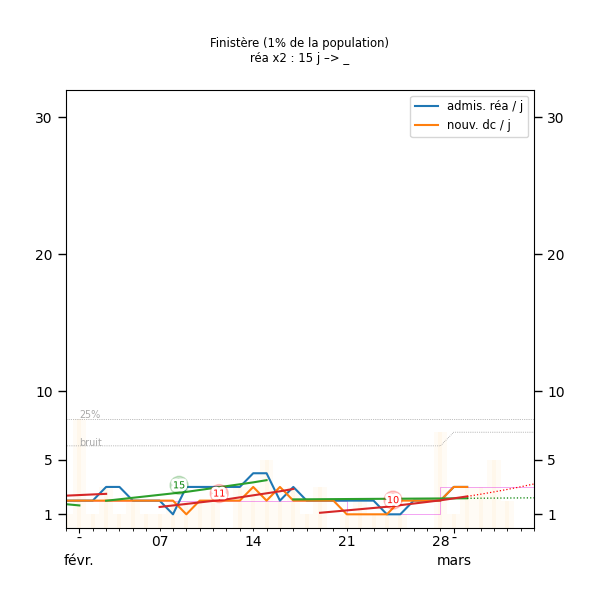 Finistère (1% de la population)
réa x2 : 15 j –> _
admis. réa / j
nouv. dc / j
30 30
20 20
10 10
25%
bruit
5 5
15
11
10
1 1
- 07 14 21 28 -
févr. mars